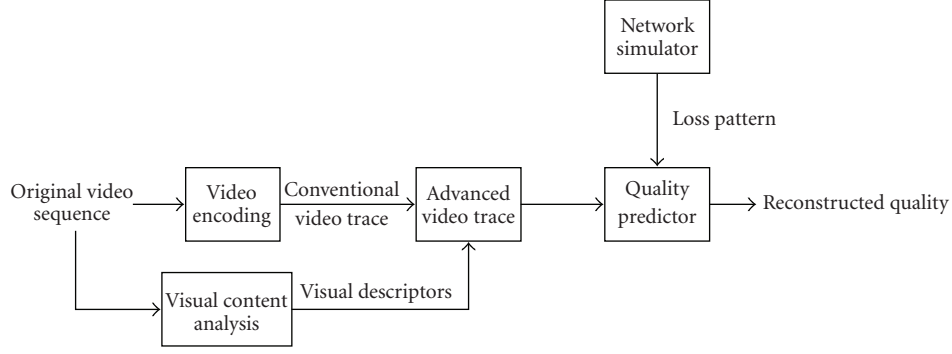 Network
simulator
Loss pattern
Original video
sequence
Video
encoding
Conventional
video trace
Advanced
video trace
Quality
predictor
Reconstructed quality
Visual content
analysis
Visual descriptors